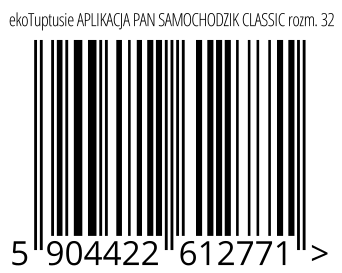 ekoTuptusie APLIKACJA PAN SAMOCHODZIK CLASSIC rozm. 32
5 904422 612771 >